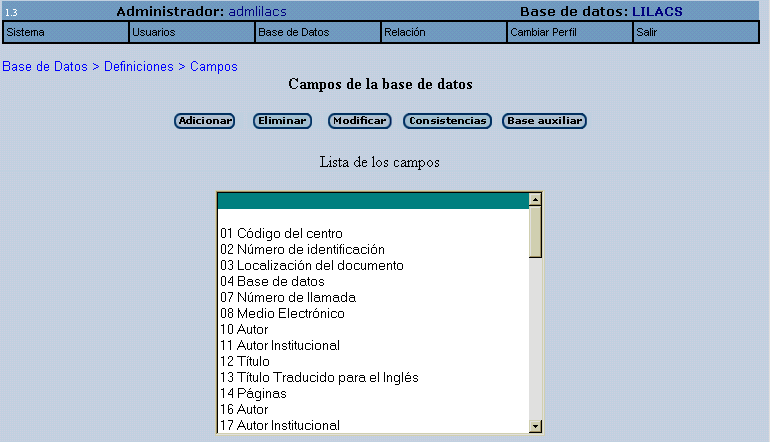 1.3 Administrador: admlilacs Base de datos: LILACS
Sistema Usuarios Base de Datos Relación Cambiar Perfil Salir
Base de Datos > Definiciones > Campos
Campos de la base de datos
Adicionar Eliminar Modificar Consistencias Base auxiliar
Lista de los campos
01 Código del centro
02 Número de identificación
03 Localización del documento
04 Base de datos
07 Número de llamada
08 Medio Electrónico
10 Autor
11 Autor Institucional
12 Título
13 Título Traducido para el Inglés
14 Páginas
16 Autor
17 Autor Institucional